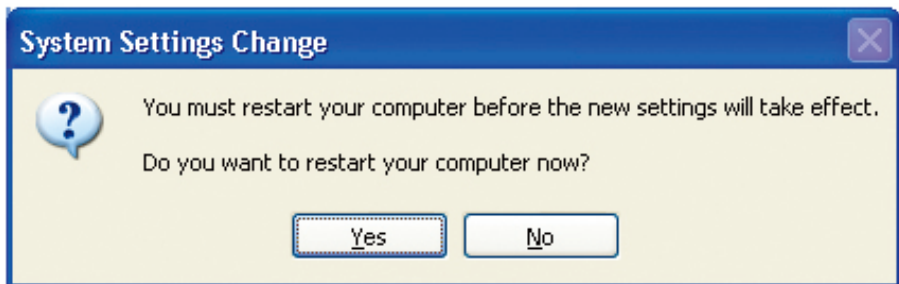 System Settings Change
You must restart your computer before the new settings will take effect.
Do you want to restart your computer now?
Yes No